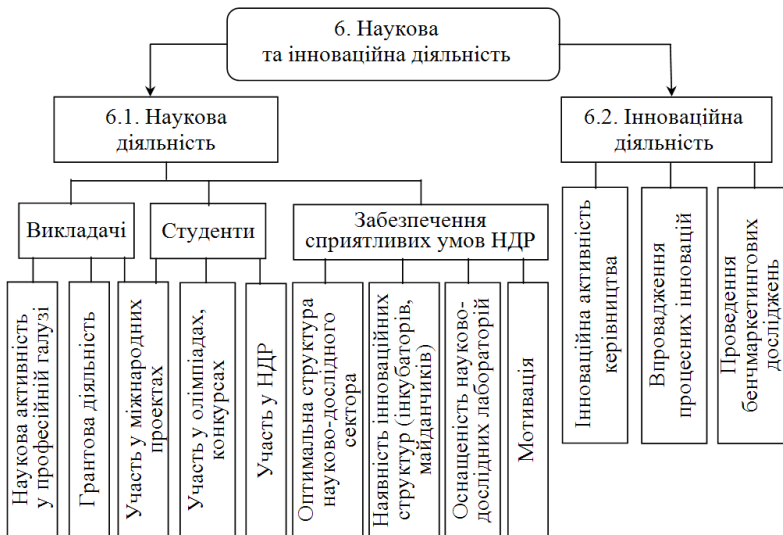 6. Наукова
та інноваційна діяльність
6.1. Наукова
діяльність
6.2. Інноваційна
діяльність
Викладачі
Студенти
Забезпечення
сприятливих умов НДР
Наукова активність
у професійній галузі
Грантова діяльність
Участь у міжнародних
проектах
Участь у олімпіадах,
конкурсах
Участь у НДР
Оптимальна структура
науково-дослідного
сектора
Наявність інноваційних
структур (інкубаторів,
майданчиків)
Оснащеність науково-
дослідних лабораторій
Мотивація
Інноваційна активність
керівництва
Впровадження
процесних інновацій
Проведення
бенчмаркетингових
досліджень